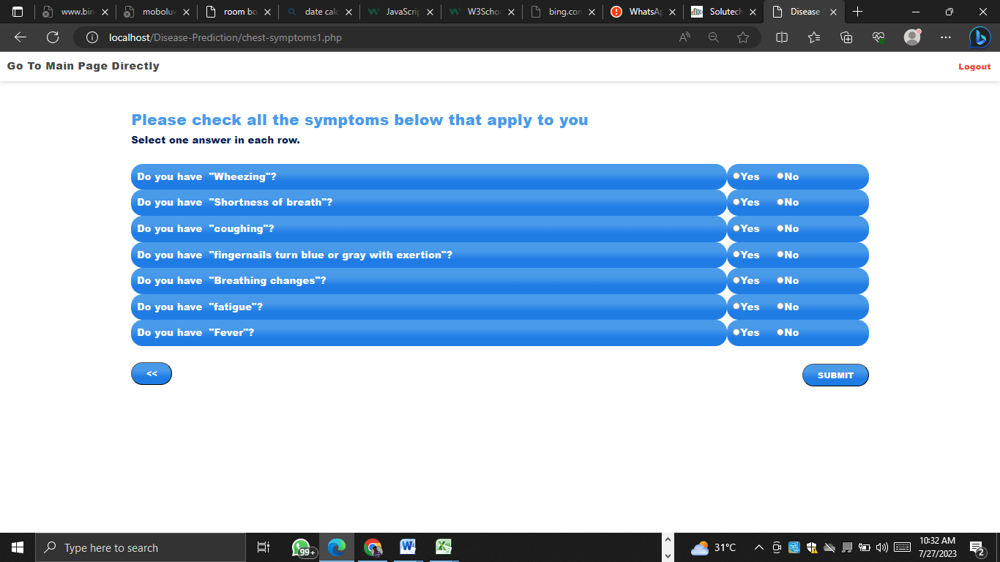 www.bin
moboluw
room bo
date calc
JavaScrip
W3Scho
bing.com
WhatsAp
Solutech
Disease
localhost/Disease-Prediction/chest-symptoms1.php
Go To Main Page Directly
Logout
Please check all the symptoms below that apply to you
Select one answer in each row.
Do you have "Wheezing"? Yes No
Do you have "Shortness of breath"? Yes No
Do you have "coughing"? Yes No
Do you have "fingernails turn blue or gray with exertion"? Yes No
Do you have "Breathing changes"? Yes No
Do you have "fatigue"? Yes No
Do you have "Fever"? Yes No
<<
SUBMIT
Type here to search
99+
31°C
10:32 AM
7/27/2023
2